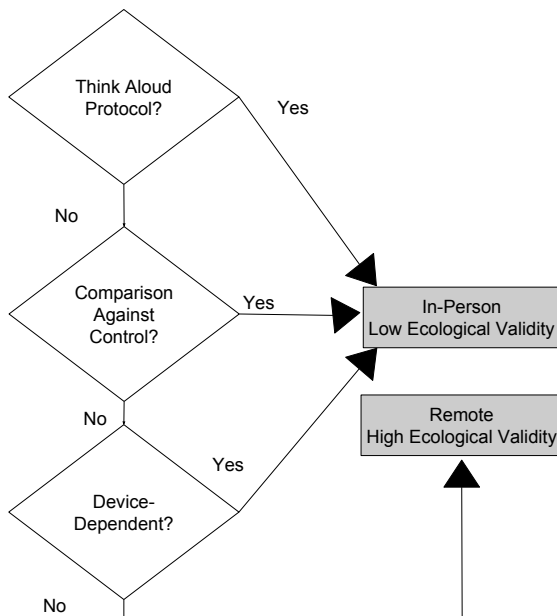 Think Aloud
Protocol?
Yes
No
Comparison
Against
Control?
Yes
In-Person
Low Ecological Validity
Remote
High Ecological Validity
No
Yes
Device-
Dependent?
No